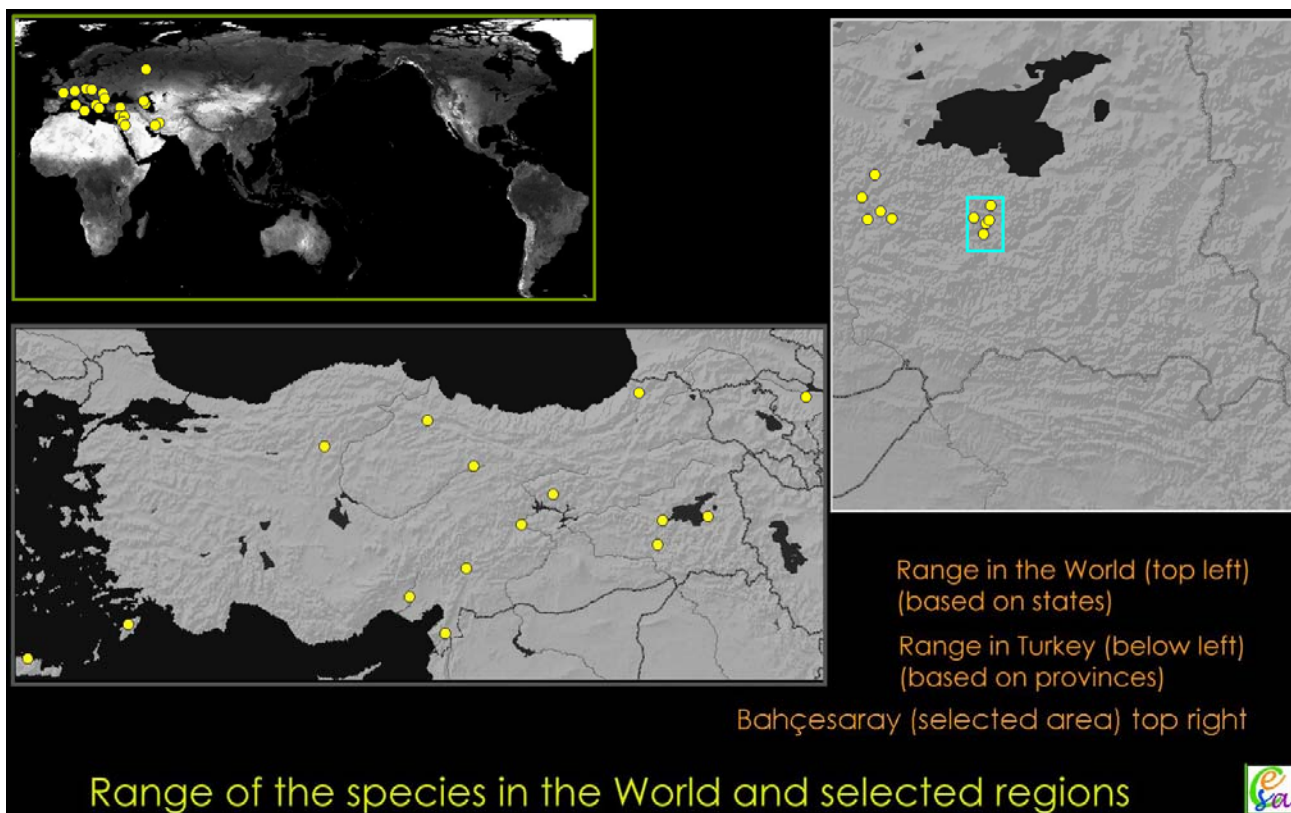 Range in the World (top left)
(based on states)
Range in Turkey (below left)
(based on provinces)
Bahçesaray (selected area) top right
Range of the species in the World and selected regions
esa